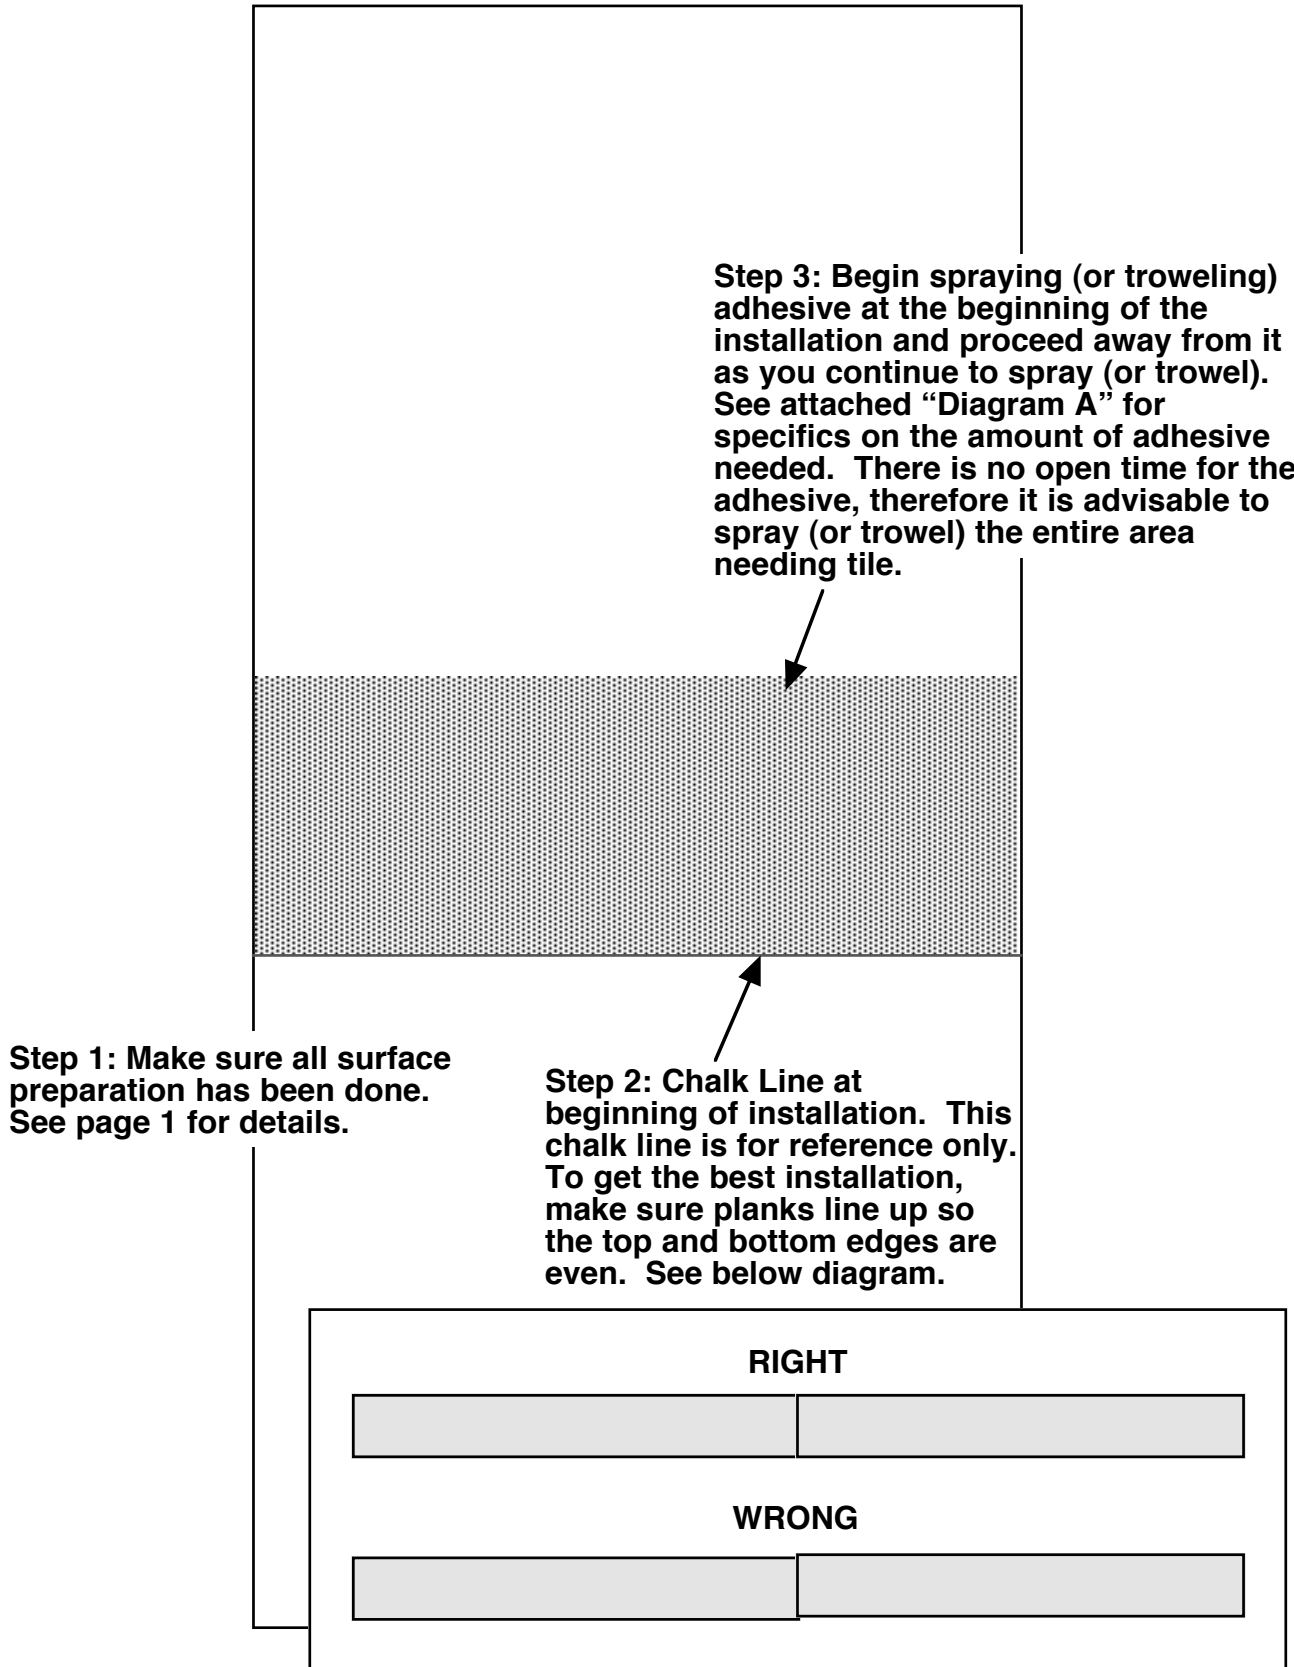 Step 3: Begin spraying (or troweling)
adhesive at the beginning of the
installation and proceed away from it
as you continue to spray (or trowel).
See attached “Diagram A” for
specifics on the amount of adhesive
needed.  There is no open time for the
adhesive, therefore it is advisable to
spray (or trowel) the entire area
needing tile.
Step 1: Make sure all surface
preparation has been done.
See page 1 for details.
Step 2: Chalk Line at
beginning of installation.  This
chalk line is for reference only.
To get the best installation,
make sure planks line up so
the top and bottom edges are
even.  See below diagram.
RIGHT
WRONG